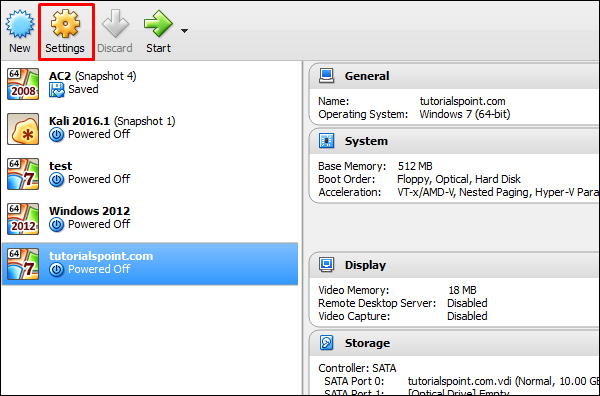 New Settings Discard Start
64 2008 AC2 (Snapshot 4)
Saved
Kali 2016.1 (Snapshot 1)
Powered Off
64 7 test
Powered Off
64 2012 Windows 2012
Powered Off
64 7 tutorialspoint.com
Powered Off
General
Name: tutorialspoint.com
Operating System: Windows 7 (64-bit)
System
Base Memory: 512 MB
Boot Order: Floppy, Optical, Hard Disk
Acceleration: VT-x/AMD-V, Nested Paging, Hyper-V Para
Display
Video Memory: 18 MB
Remote Desktop Server: Disabled
Video Capture: Disabled
Storage
Controller: SATA
SATA Port 0: tutorialspoint.com.vdi (Normal, 10.00 G
SATA Port 1: [Optical Drive] Empty